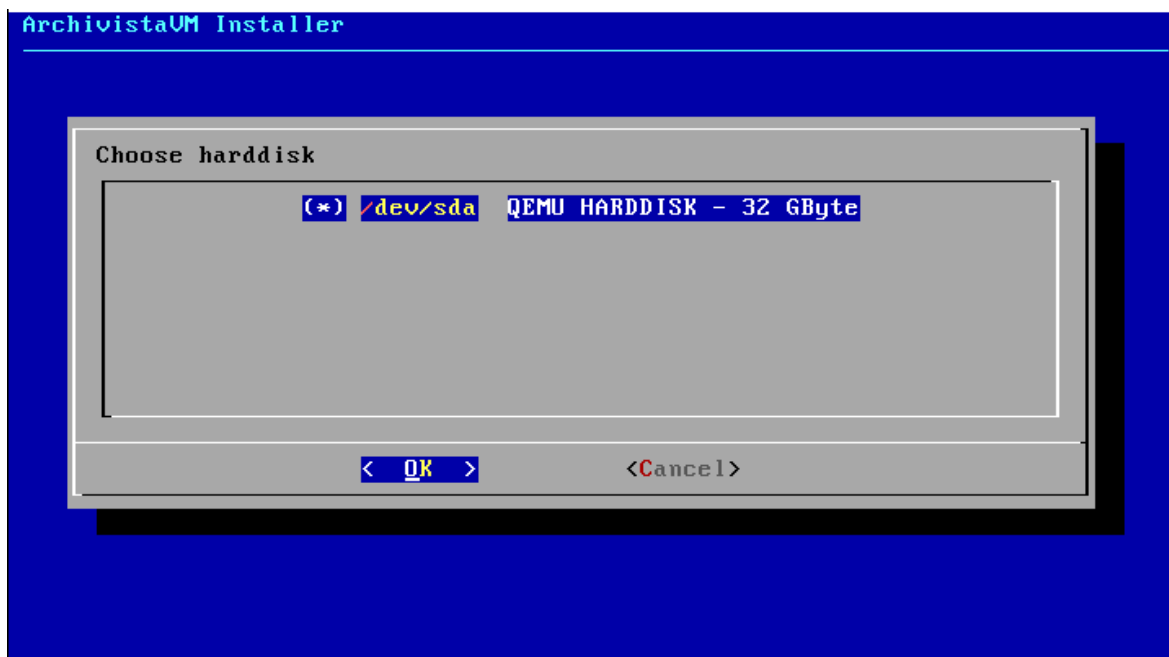 ArchivistaVM Installer
Choose harddisk
(*) /dev/sda QEMU HARDDISK - 32 GByte
< OK > <Cancel>